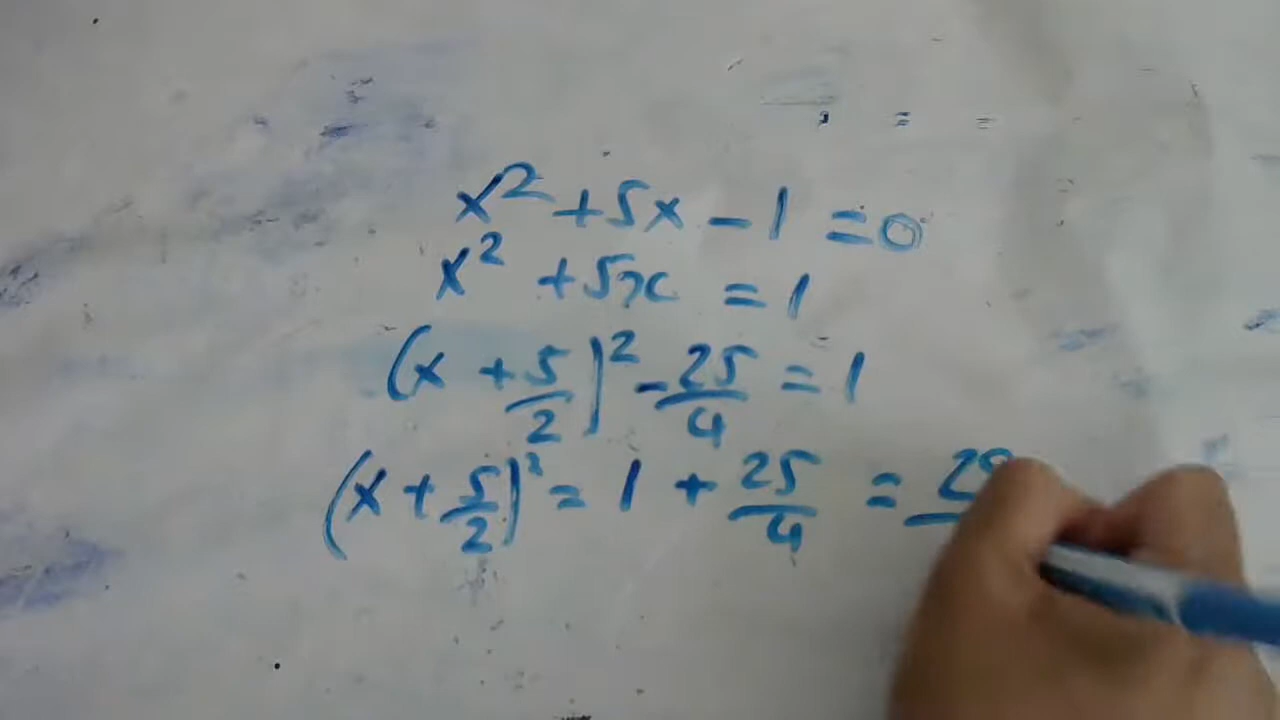 x² + 5x - 1 = 0
x² + 5x = 1
(x + 5/2)² - 25/4 = 1
(x + 5/2)² = 1 + 25/4 = 29